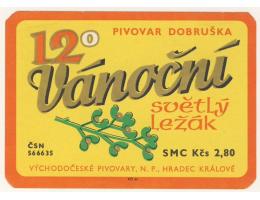 PIVOVAR DOBRUŠKA
12°
Vánoční
světlý
ležák
ČSN
566635
SMC Kčs 2,80
VÝCHODOČESKÉ PIVOVARY, N. P., HRADEC KRÁLOVÉ